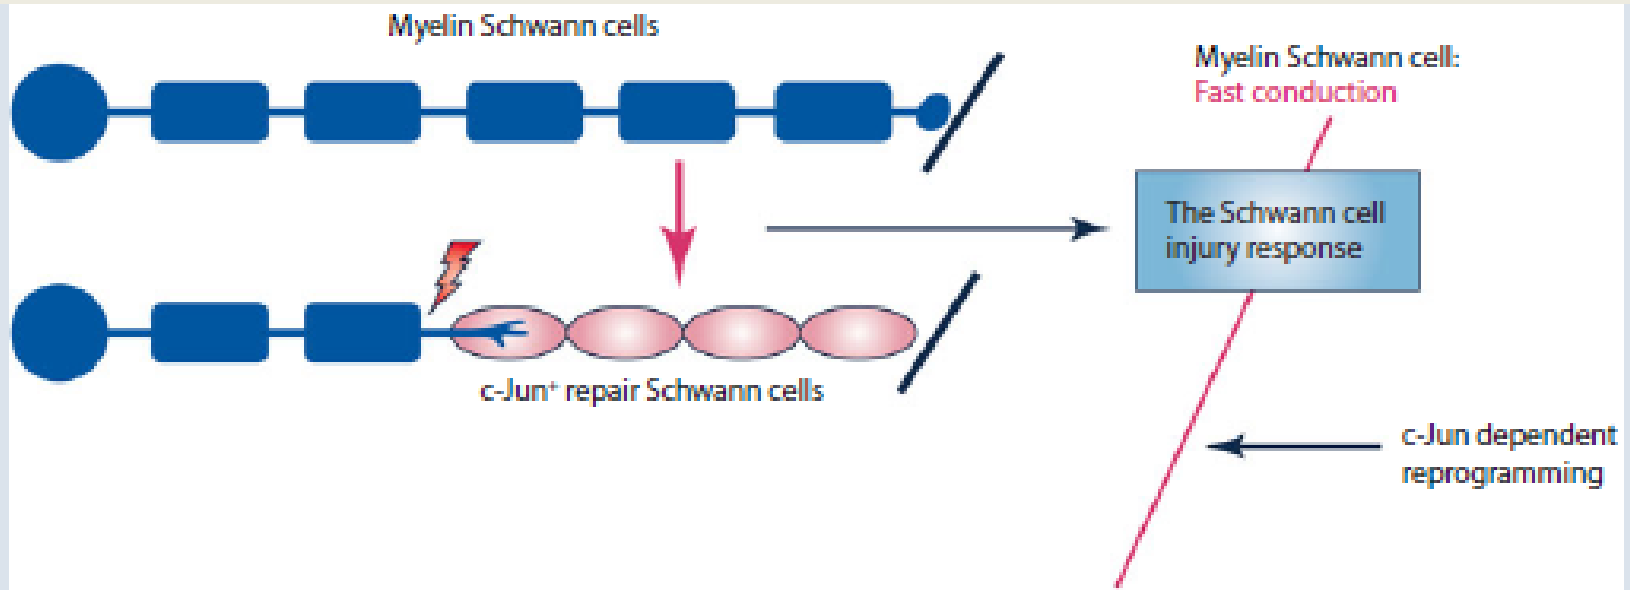 Myelin Schwann cells
Myelin Schwann cell:
Fast conduction
The Schwann cell
injury response
c-Jun⁺ repair Schwann cells
c-Jun dependent
reprogramming